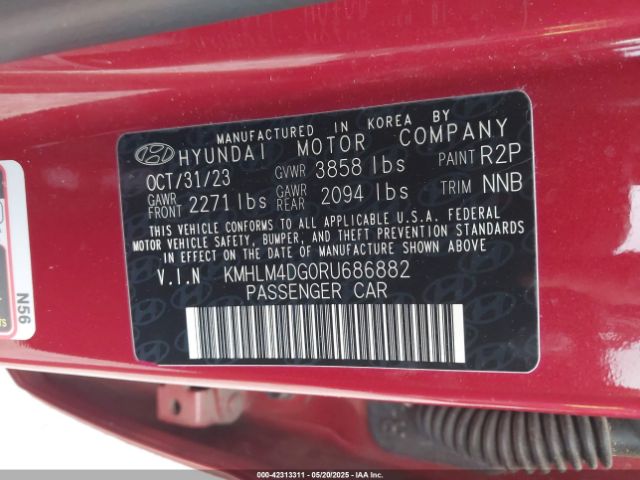 MANUFACTURED IN KOREA BY
HYUNDAI MOTOR COMPANY
OCT/31/23 GVWR 3858 lbs PAINT R2P
GAWR FRONT 2271 lbs GAWR REAR 2094 lbs TRIM NNB
THIS VEHICLE CONFORMS TO ALL APPLICABLE U.S.A. FEDERAL
MOTOR VEHICLE SAFETY, BUMPER, AND THEFT PREVENTION STANDARDS
IN EFFECT ON THE DATE OF MANUFACTURE SHOWN ABOVE.
V.I.N KMHLM4DG0RU686882
PASSENGER CAR
N56
000-42313311 - 05/20/2025 - IAA Inc.